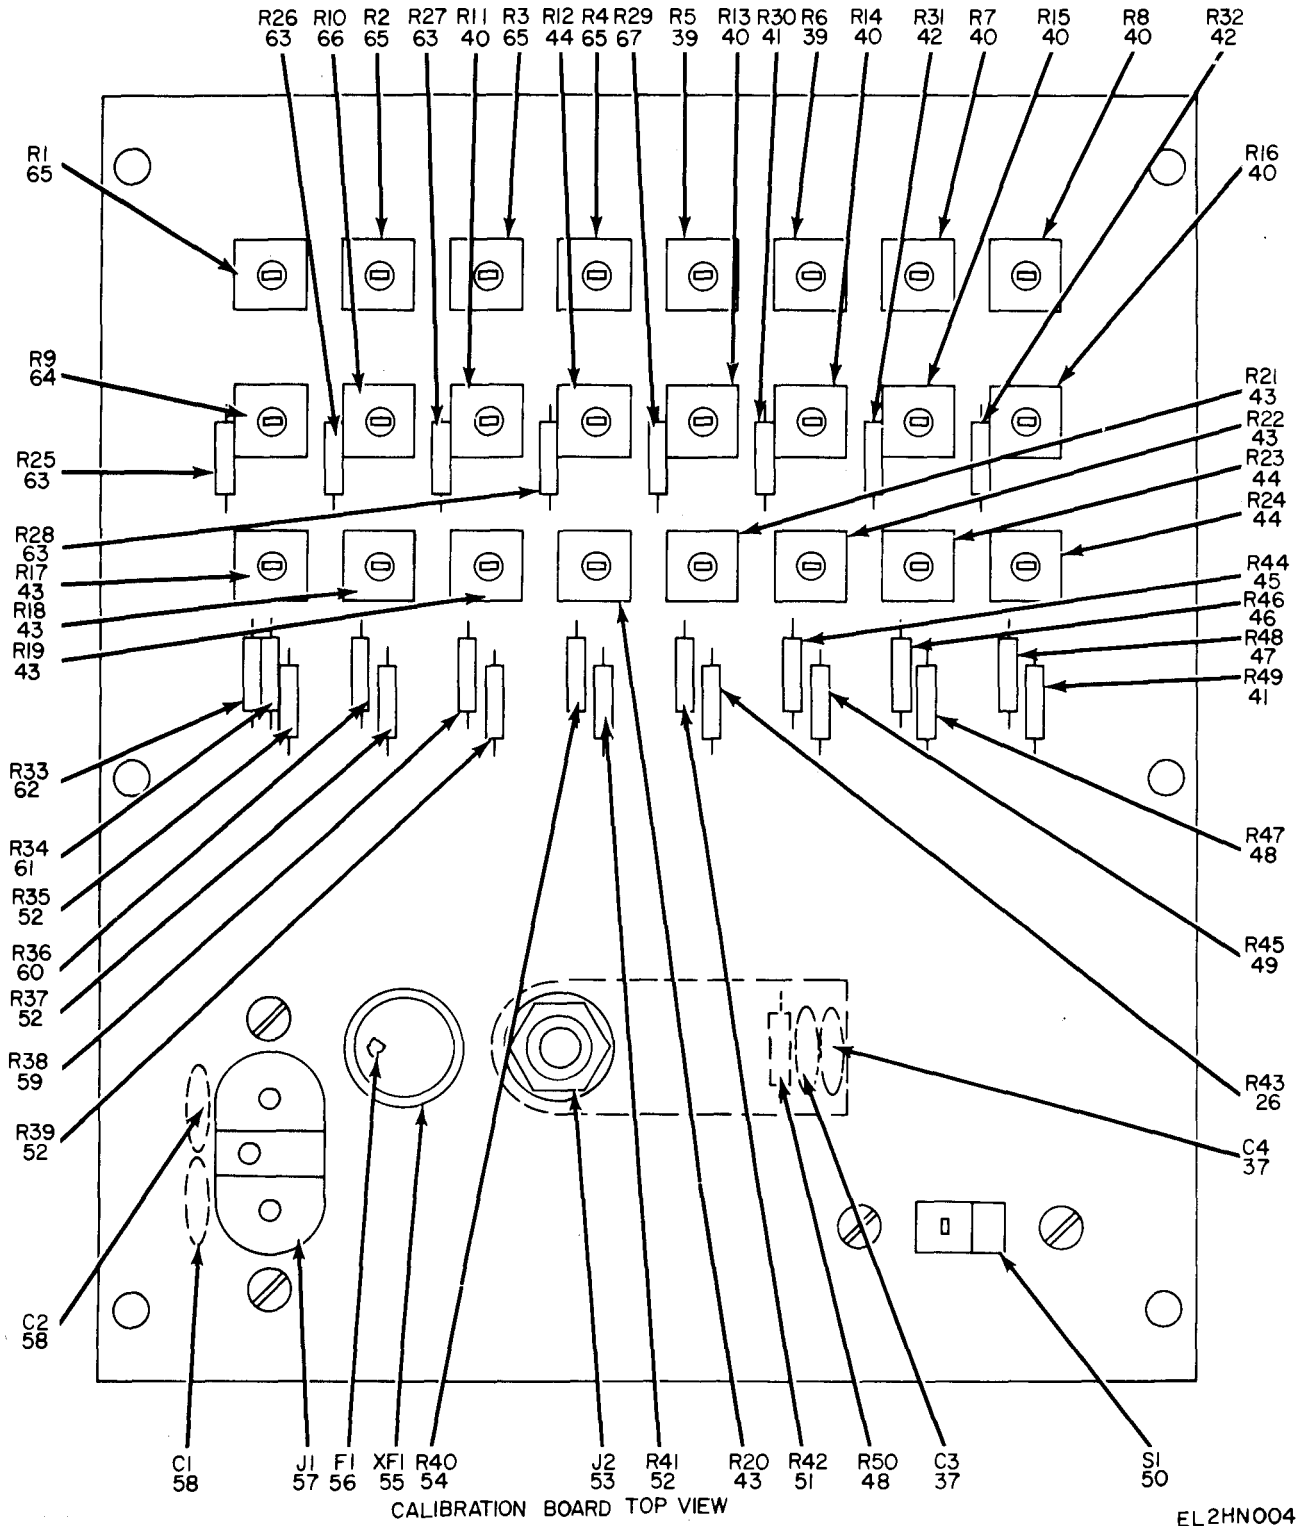 R26 R10 R2 R27 R11 R3 R12 R4 R29 R5 R13 R30 R6 R14 R31 R7 R15 R8 R32
63 66 65 63 40 65 44 65 67 39 40 41 39 40 42 40 40 40 42
R1
65
R16
40
R9
64
R21
43
R22
43
R25
63
R23
44
R24
44
R28
63
R17
43
R44
45
R18
43
R46
46
R19
43
R48
47
R49
41
R33
62
R34
61
R47
48
R35
52
R36
60
R45
49
R37
52
R38
59
R43
26
R39
52
C4
37
C2
58
C1 J1 F1 XF1 R40 J2 R41 R20 R42 R50 C3 S1
58 57 56 55 54 53 52 43 51 48 37 50
CALIBRATION BOARD TOP VIEW
EL2HN004